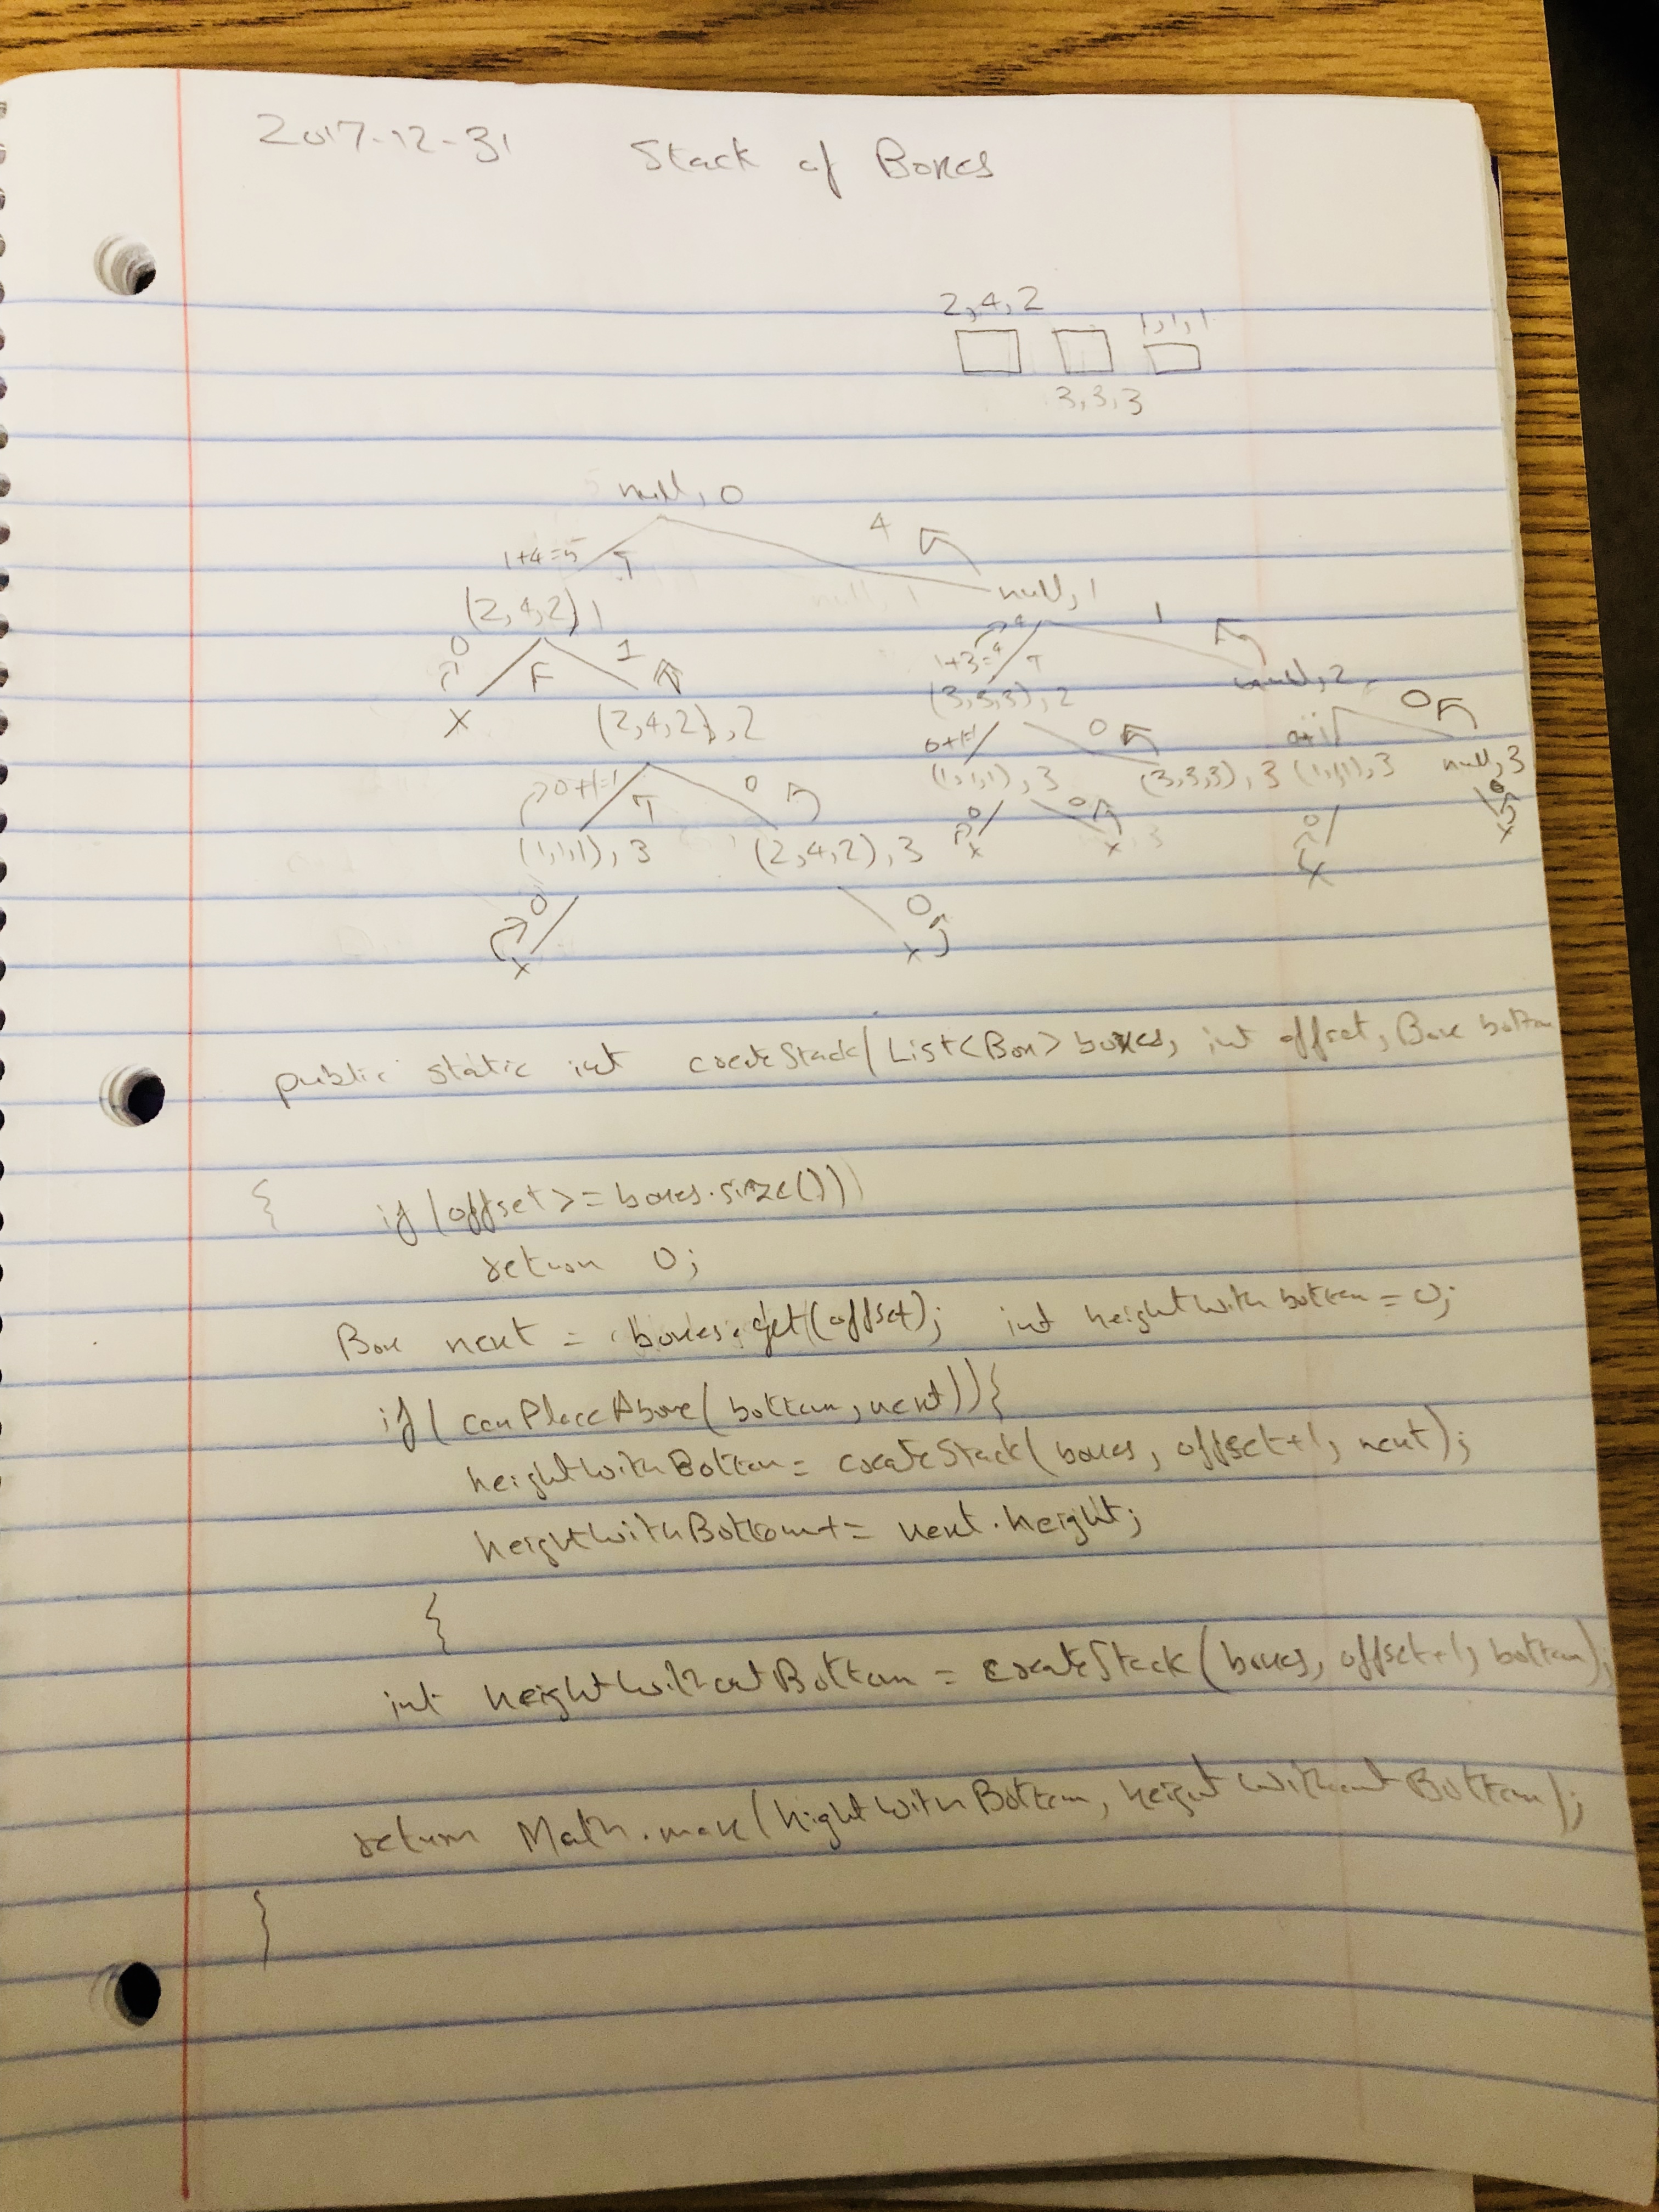 2017-12-31 Stack of Boxes
2,4,2 1,1,1
3,3,3
null, 0
4
1+4=5 T
null, 1
(2,4,2) 1
1
0 F 1
1+3=4 T
null, 2
X (2,4,2), 2
(3,3,3), 2
0
0+1=1 0
0+1
0+1=1 T 0
(1,1,1), 3 (3,3,3), 3 (1,1,1), 3 null, 3
(1,1,1), 3 (2,4,2), 3
0 0 0 0
X X X X
0 0
X X
public static int createStack(List<Box> boxes, int offset, Box bottom
{ if (offset >= boxes.size())
return 0;
Box next = boxes.get(offset); int heightWithbottom = 0;
if( canPlaceAbove( bottom, next)){
heightWithBottom = createStack( boxes, offset+1, next);
heightWithBottom+= next.height;
}
int heightWithoutBottom = createStack( boxes, offset+1, bottom);
return Math.max(hightWithBottom, heightWithoutBottom);
}